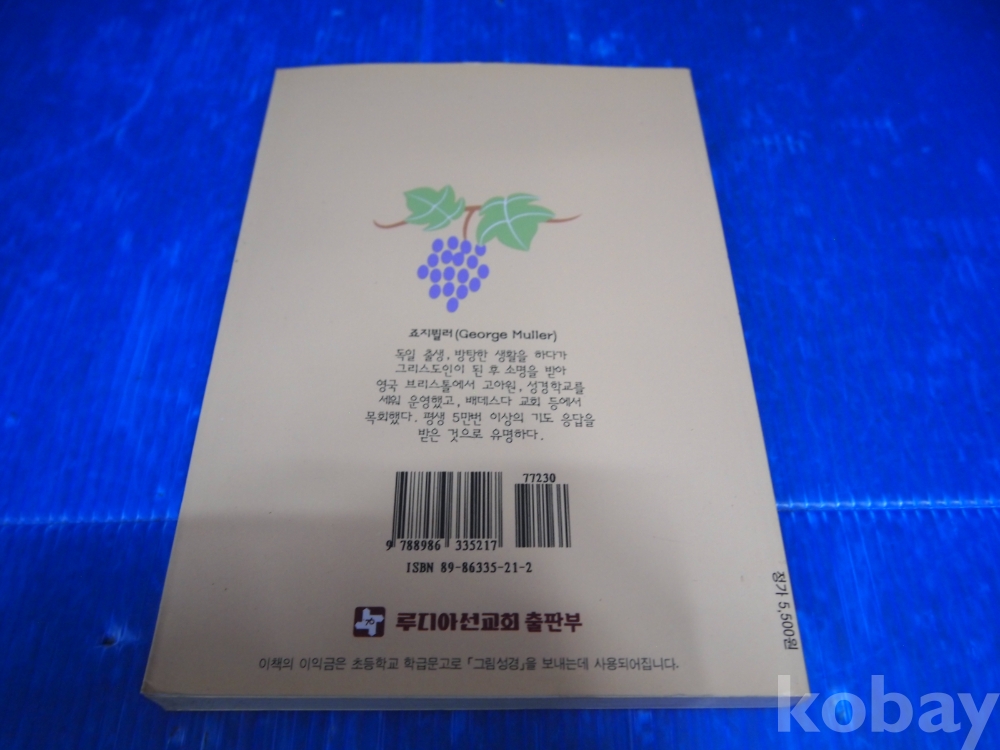 죠지뮐러(George Muller)
독일 출생, 방탕한 생활을 하다가
그리스도인이 된 후 소명을 받아
영국 브리스톨에서 고아원, 성경학교를
세워 운영했고, 배데스다 교회 등에서
목회했다. 평생 5만번 이상의 기도 응답을
받은 것으로 유명하다.
77230
9 788986 335217
ISBN 89-86335-21-2
루디아선교회 출판부
정가 5,500원
이책의 이익금은 초등학교 학급문고로 「그림성경」을 보내는데 사용되어집니다.
kobay